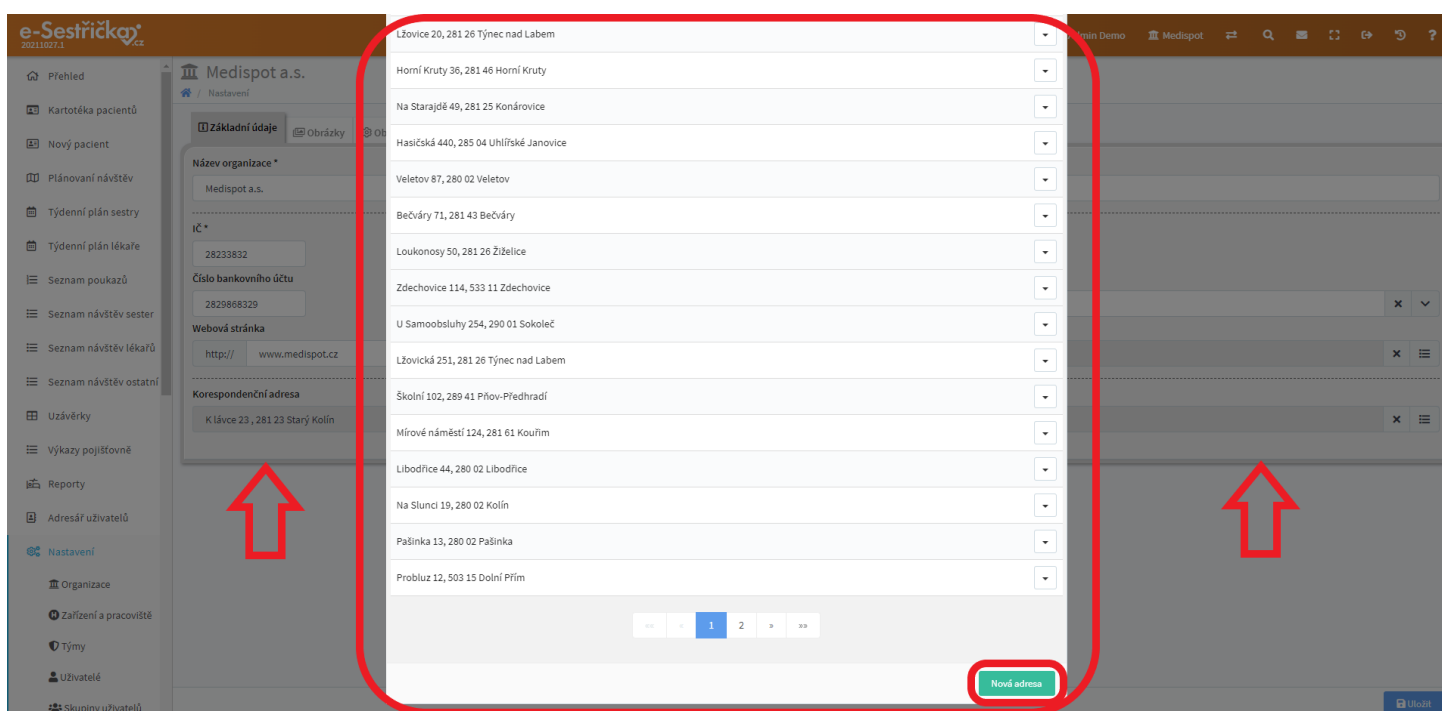 e-Sestřička.cz
20211027.1
min Demo
Medispot
Přehled
Kartotéka pacientů
Nový pacient
Plánovaní návštěv
Týdenní plán sestry
Týdenní plán lékaře
Seznam poukazů
Seznam návštěv sester
Seznam návštěv lékařů
Seznam návštěv ostatní
Uzávěrky
Výkazy pojišťovně
Reporty
Adresář uživatelů
Nastavení
Organizace
Zařízení a pracoviště
Týmy
Uživatelé
Skupiny uživatelů
Medispot a.s.
/ Nastavení
Základní údaje
Obrázky
Ob
Název organizace *
Medispot a.s.
IČ *
28233832
Číslo bankovního účtu
2829868329
Webová stránka
http:// www.medispot.cz
Korespondenční adresa
K lávce 23 , 281 23 Starý Kolín
Lžovice 20, 281 26 Týnec nad Labem
Horní Kruty 36, 281 46 Horní Kruty
Na Starajdě 49, 281 25 Konárovice
Hasičská 440, 285 04 Uhlířské Janovice
Veletov 87, 280 02 Veletov
Bečváry 71, 281 43 Bečváry
Loukonosy 50, 281 26 Žiželice
Zdechovice 114, 533 11 Zdechovice
U Samoobsluhy 254, 290 01 Sokoleč
Lžovická 251, 281 26 Týnec nad Labem
Školní 102, 289 41 Pňov-Předhradí
Mírové náměstí 124, 281 61 Kouřim
Libodřice 44, 280 02 Libodřice
Na Slunci 19, 280 02 Kolín
Pašinka 13, 280 02 Pašinka
Probluz 12, 503 15 Dolní Přím
«« « 1 2 » »»
Nová adresa
Uložit